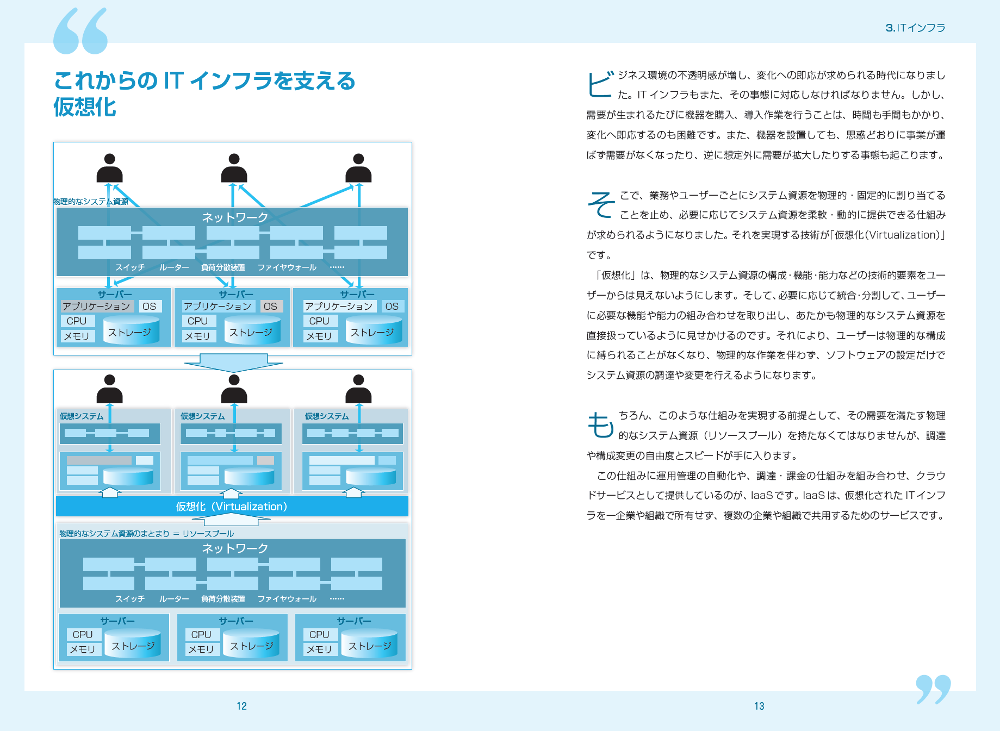 3.ITインフラ
これからの IT インフラを支える
仮想化
物理的なシステム資源
ネットワーク
スイッチ ルーター 負荷分散装置 ファイヤウォール ……
サーバー サーバー サーバー
アプリケーション OS アプリケーション OS アプリケーション OS
CPU CPU CPU
メモリ ストレージ メモリ ストレージ メモリ ストレージ
仮想システム 仮想システム 仮想システム
仮想化(Virtualization)
物理的なシステム資源のまとまり = リソースプール
ネットワーク
スイッチ ルーター 負荷分散装置 ファイヤウォール ……
サーバー サーバー サーバー
CPU CPU CPU
メモリ ストレージ メモリ ストレージ メモリ ストレージ
12
ビジネス環境の不透明感が増し、変化への即応が求められる時代になりまし
た。IT インフラもまた、その事態に対応しなければなりません。しかし、
需要が生まれるたびに機器を購入、導入作業を行うことは、時間も手間もかかり、
変化へ即応するのも困難です。また、機器を設置しても、思惑どおりに事業が運
ばず需要がなくなったり、逆に想定外に需要が拡大したりする事態も起こります。
そこで、業務やユーザーごとにシステム資源を物理的・固定的に割り当てる
ことを止め、必要に応じてシステム資源を柔軟・動的に提供できる仕組み
が求められるようになりました。それを実現する技術が「仮想化(Virtualization)」
です。
「仮想化」は、物理的なシステム資源の構成・機能・能力などの技術的要素をユー
ザーからは見えないようにします。そして、必要に応じて統合・分割して、ユーザー
に必要な機能や能力の組み合わせを取り出し、あたかも物理的なシステム資源を
直接扱っているように見せかけるのです。それにより、ユーザーは物理的な構成
に縛られることがなくなり、物理的な作業を伴わず、ソフトウェアの設定だけで
システム資源の調達や変更を行えるようになります。
もちろん、このような仕組みを実現する前提として、その需要を満たす物理
的なシステム資源(リソースプール)を持たなくてはなりませんが、調達
や構成変更の自由度とスピードが手に入ります。
この仕組みに運用管理の自動化や、調達・課金の仕組みを組み合わせ、クラウ
ドサービスとして提供しているのが、IaaSです。IaaSは、仮想化された ITインフ
ラを一企業や組織で所有せず、複数の企業や組織で共用するためのサービスです。
13